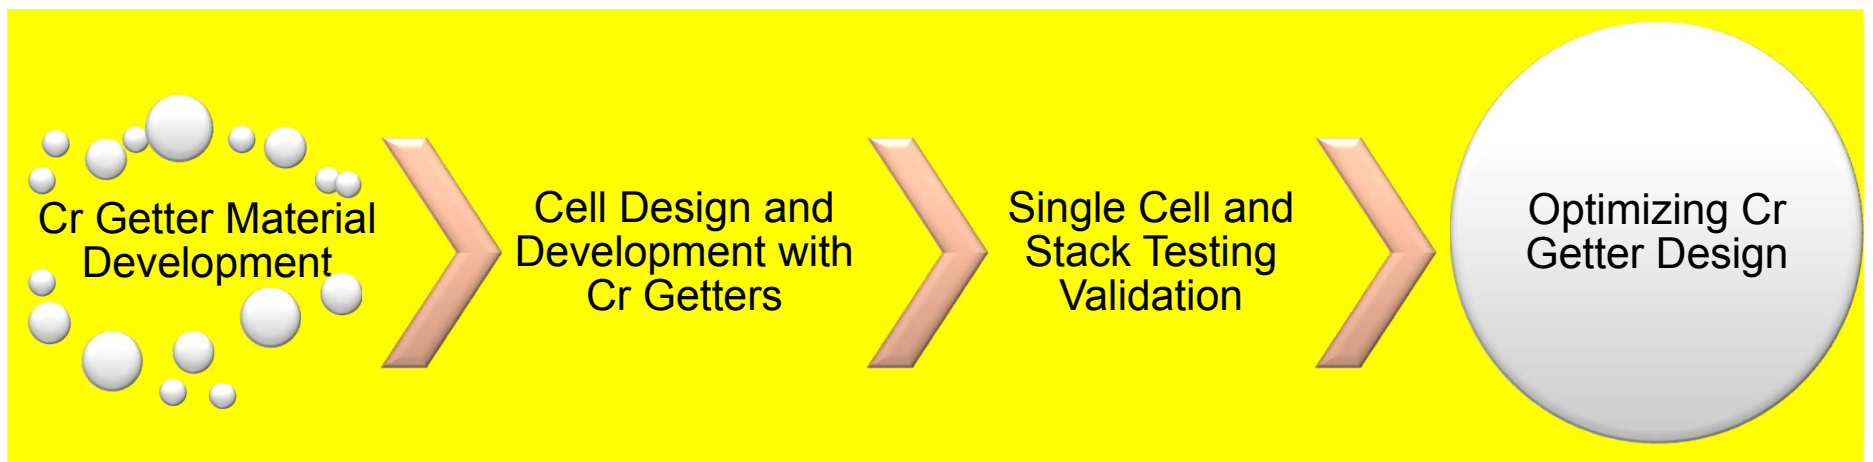 Cr Getter Material
Development
Cell Design and
Development with
Cr Getters
Single Cell and
Stack Testing
Validation
Optimizing Cr
Getter Design